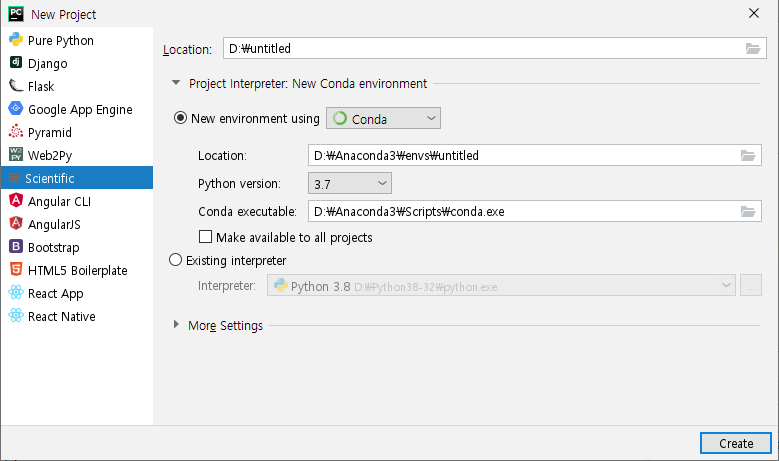 New Project
Pure Python
Django
Flask
Google App Engine
Pyramid
Web2Py
Scientific
Angular CLI
AngularJS
Bootstrap
HTML5 Boilerplate
React App
React Native
Location: D:₩untitled
Project Interpreter: New Conda environment
New environment using Conda
Location: D:₩Anaconda3₩envs₩untitled
Python version: 3.7
Conda executable: D:₩Anaconda3₩Scripts₩conda.exe
Make available to all projects
Existing interpreter
Interpreter: Python 3.8 D:₩Python38-32₩python.exe ...
More Settings
Create